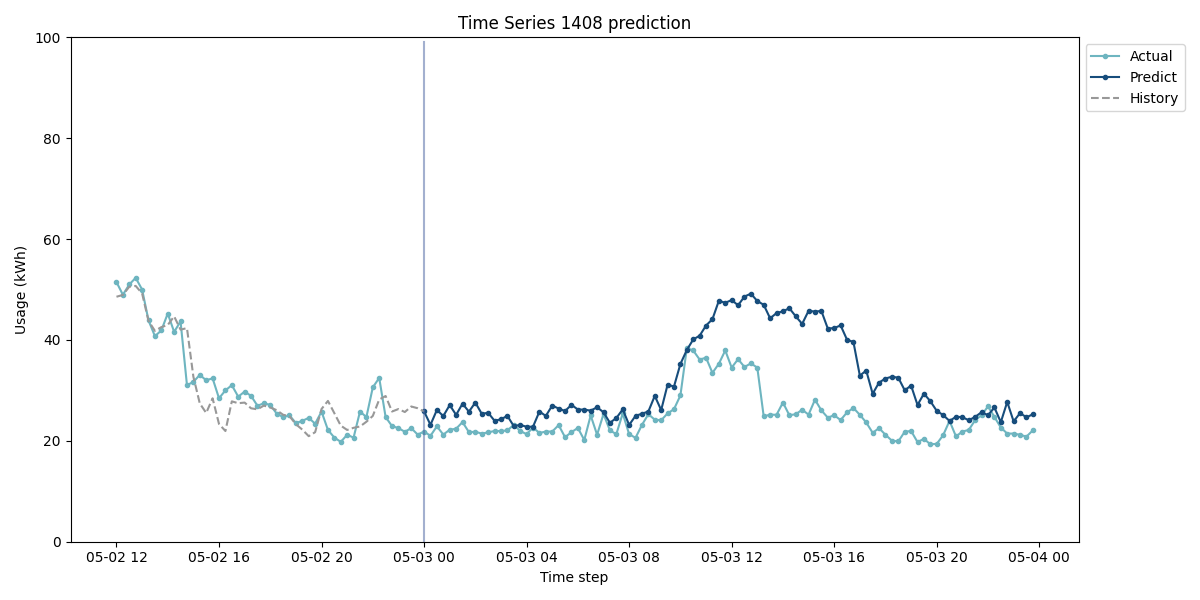 Time Series 1408 prediction
100
80
60
40
20
0
Usage (kWh)
05-02 12
05-02 16
05-02 20
05-03 00
05-03 04
05-03 08
05-03 12
05-03 16
05-03 20
05-04 00
Time step
Actual
Predict
History